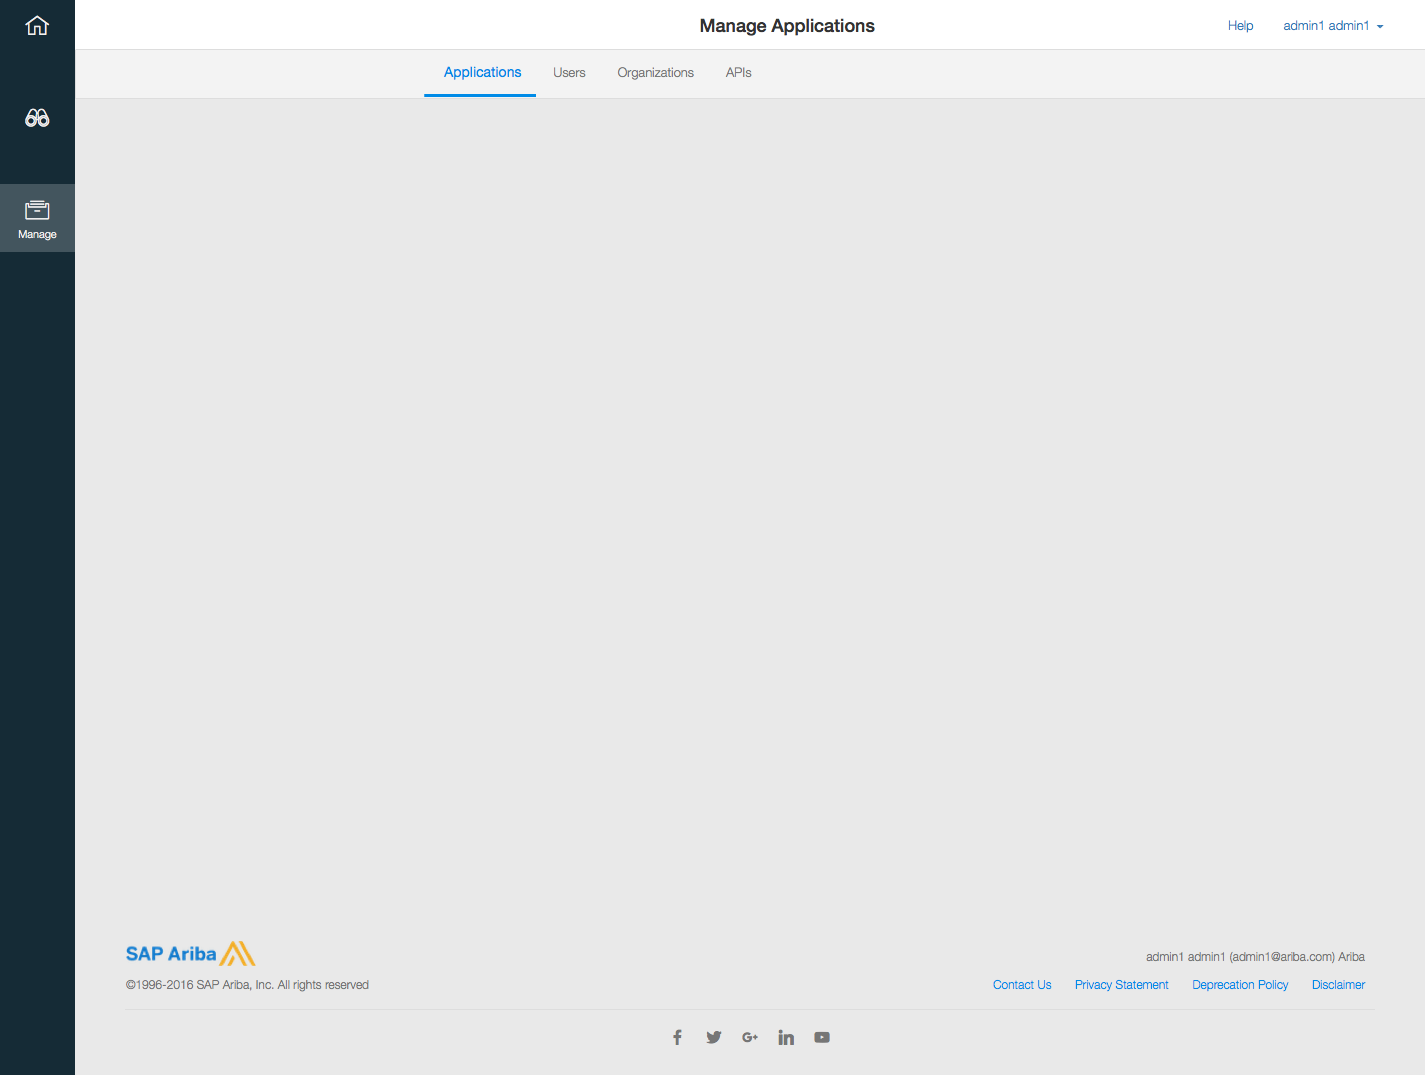 Manage Applications
Help admin1 admin1
Applications Users Organizations APIs
Manage
SAP Ariba
admin1 admin1 (admin1@ariba.com) Ariba
©1996-2016 SAP Ariba, Inc. All rights reserved
Contact Us Privacy Statement Deprecation Policy Disclaimer
f G+ in